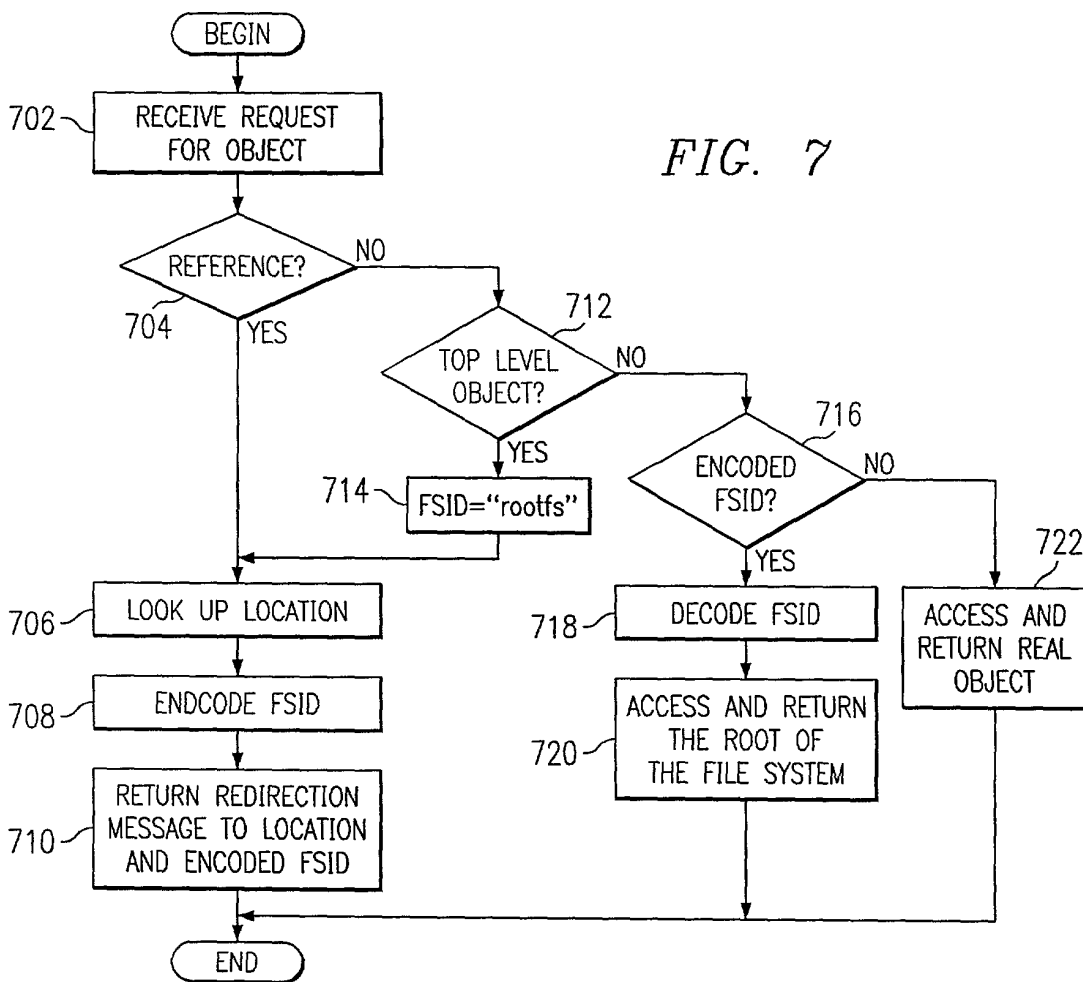 BEGIN
702
RECEIVE REQUEST
FOR OBJECT
FIG. 7
REFERENCE?
NO
704
YES
712
TOP LEVEL
OBJECT?
NO
YES
716
ENCODED
FSID?
NO
YES
714
FSID="rootfs"
722
706
LOOK UP LOCATION
718
DECODE FSID
ACCESS AND
RETURN REAL
OBJECT
708
ENDCODE FSID
720
ACCESS AND RETURN
THE ROOT OF
THE FILE SYSTEM
710
RETURN REDIRECTION
MESSAGE TO LOCATION
AND ENCODED FSID
END